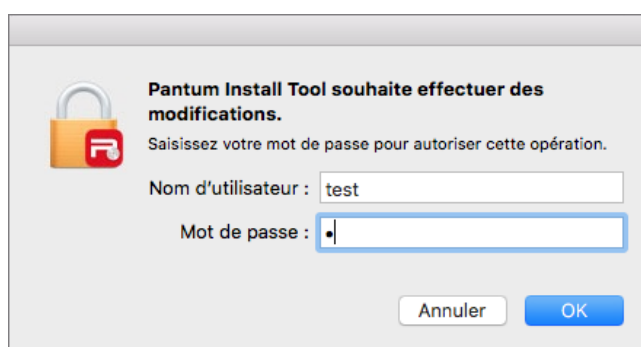 Pantum Install Tool souhaite effectuer des
modifications.
Saisissez votre mot de passe pour autoriser cette opération.
Nom d'utilisateur : test
Mot de passe : •
Annuler OK